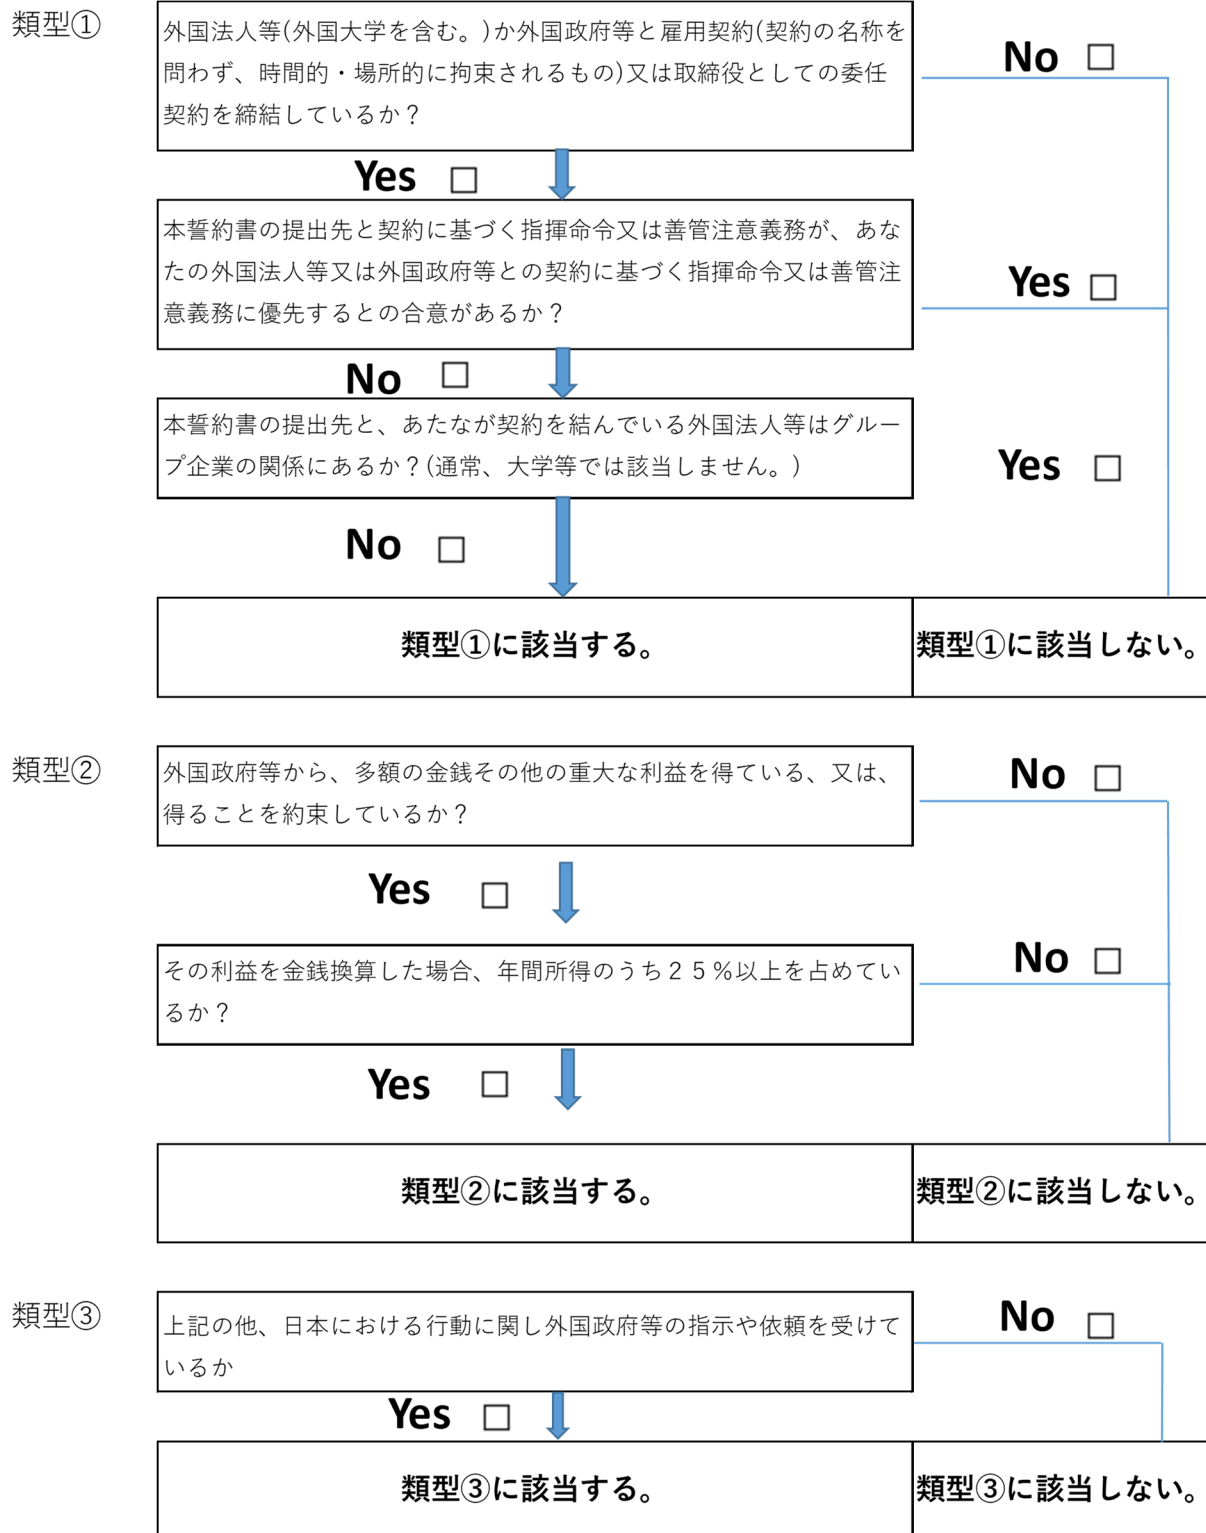 類型①
外国法人等(外国大学を含む。)か外国政府等と雇用契約(契約の名称を
問わず、時間的・場所的に拘束されるもの)又は取締役としての委任
契約を締結しているか？
No □
Yes □
本誓約書の提出先と契約に基づく指揮命令又は善管注意義務が、あな
たの外国法人等又は外国政府等との契約に基づく指揮命令又は善管注
意義務に優先するとの合意があるか？
Yes □
No □
本誓約書の提出先と、あたなが契約を結んでいる外国法人等はグルー
プ企業の関係にあるか？(通常、大学等では該当しません。)
Yes □
No □
類型①に該当する。
類型①に該当しない。
類型②
外国政府等から、多額の金銭その他の重大な利益を得ている、又は、
得ることを約束しているか？
No □
Yes □
その利益を金銭換算した場合、年間所得のうち２５％以上を占めてい
るか？
No □
Yes □
類型②に該当する。
類型②に該当しない。
類型③
上記の他、日本における行動に関し外国政府等の指示や依頼を受けて
いるか
No □
Yes □
類型③に該当する。
類型③に該当しない。